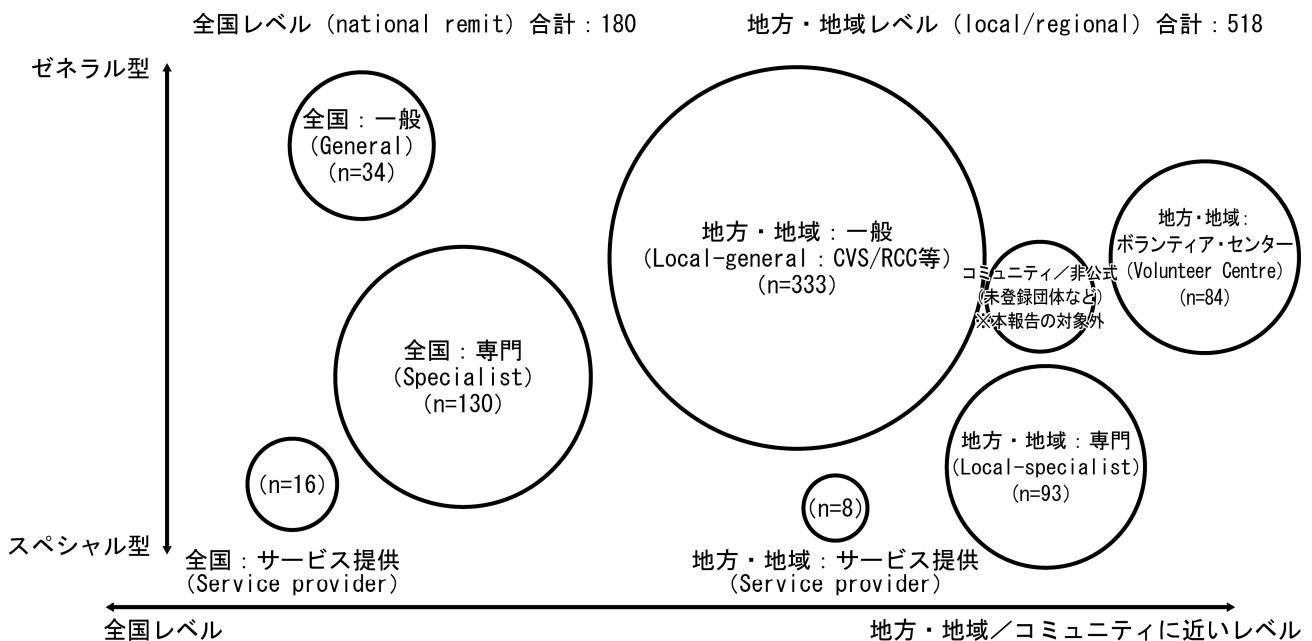 全国レベル（national remit）合計：180
地方・地域レベル（local/regional）合計：518
ゼネラル型
全国：一般
(General)
(n=34)
地方・地域：一般
(Local-general：CVS/RCC等)
(n=333)
地方・地域：
ボランティア・センター
(Volunteer Centre)
(n=84)
コミュニティ／非公式
(未登録団体など)
※本報告の対象外
全国：専門
(Specialist)
(n=130)
地方・地域：専門
(Local-specialist)
(n=93)
(n=16)
(n=8)
スペシャル型
全国：サービス提供
(Service provider)
地方・地域：サービス提供
(Service provider)
全国レベル
地方・地域／コミュニティに近いレベル